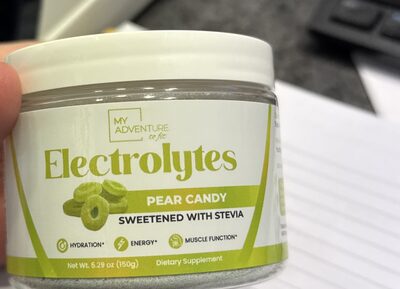 MY
ADVENTURE
to fit
Electrolytes
PEAR CANDY
SWEETENED WITH STEVIA
HYDRATION* ENERGY* MUSCLE FUNCTION*
Net Wt. 5.29 oz (150g) Dietary Supplement